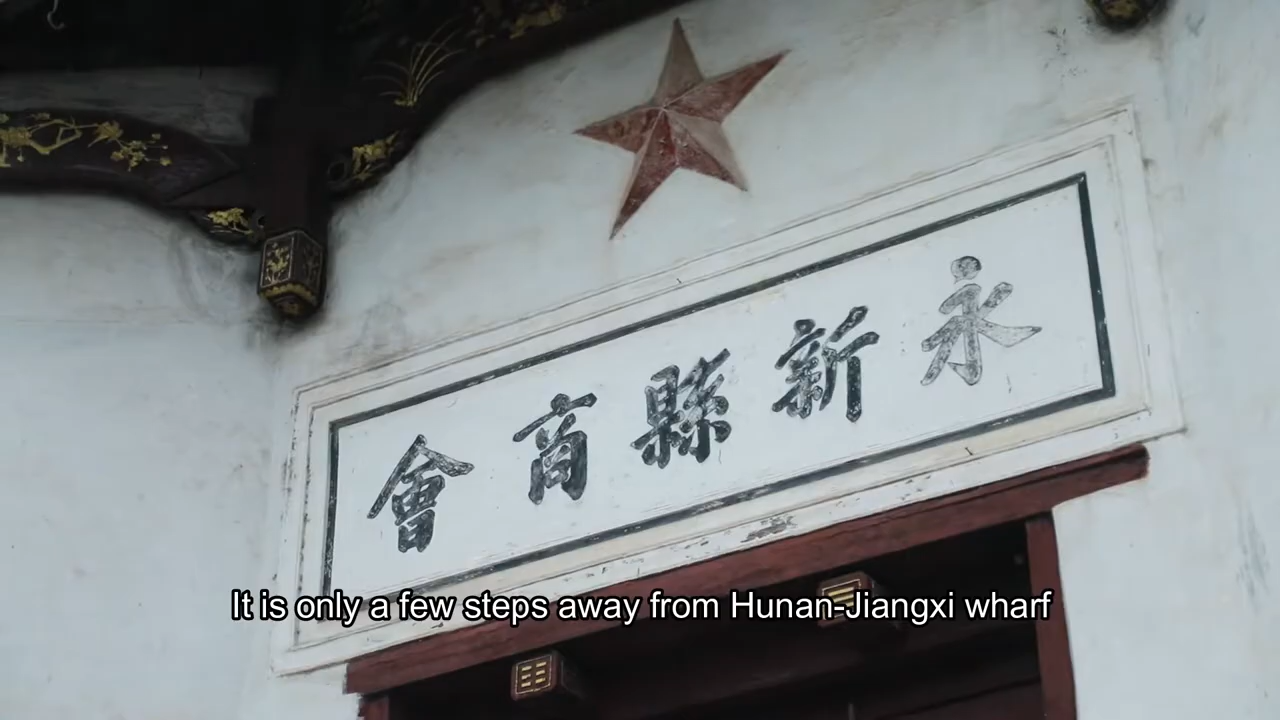 永新縣商會
It is only a few steps away from Hunan-Jiangxi wharf